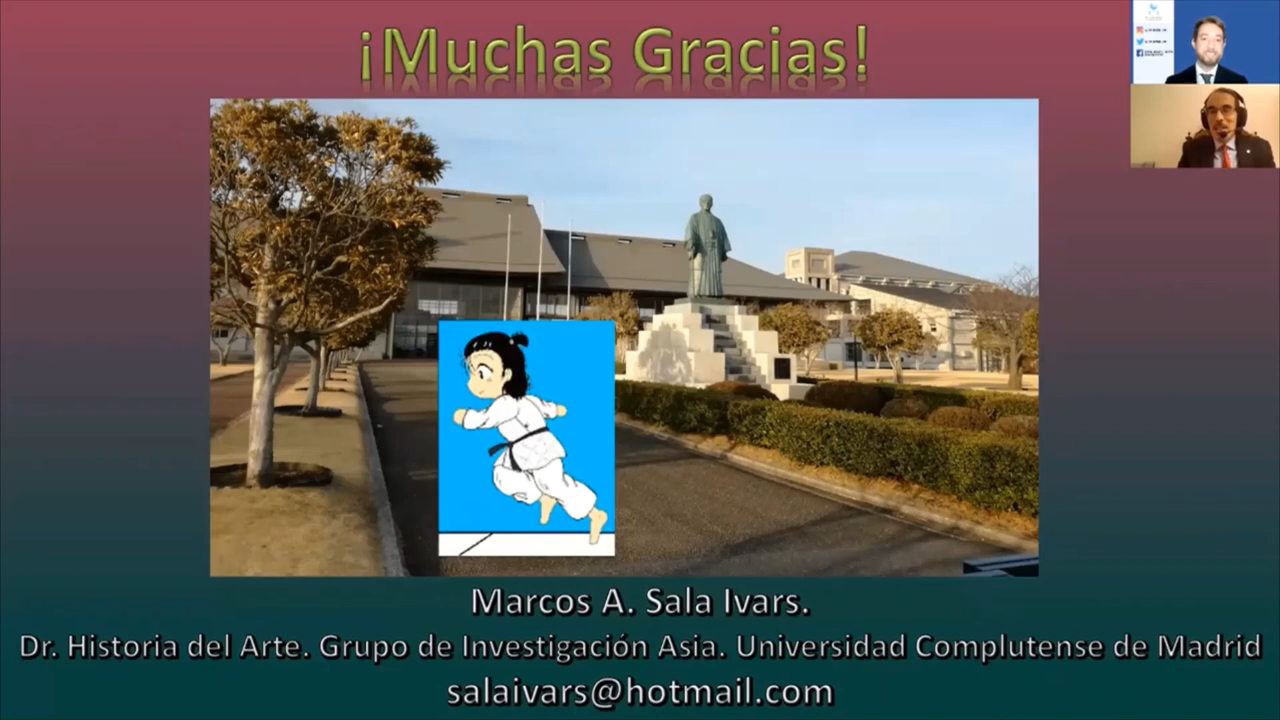 ¡Muchas Gracias!
Marcos A. Sala Ivars.
Dr. Historia del Arte. Grupo de Investigación Asia. Universidad Complutense de Madrid
salaivars@hotmail.com